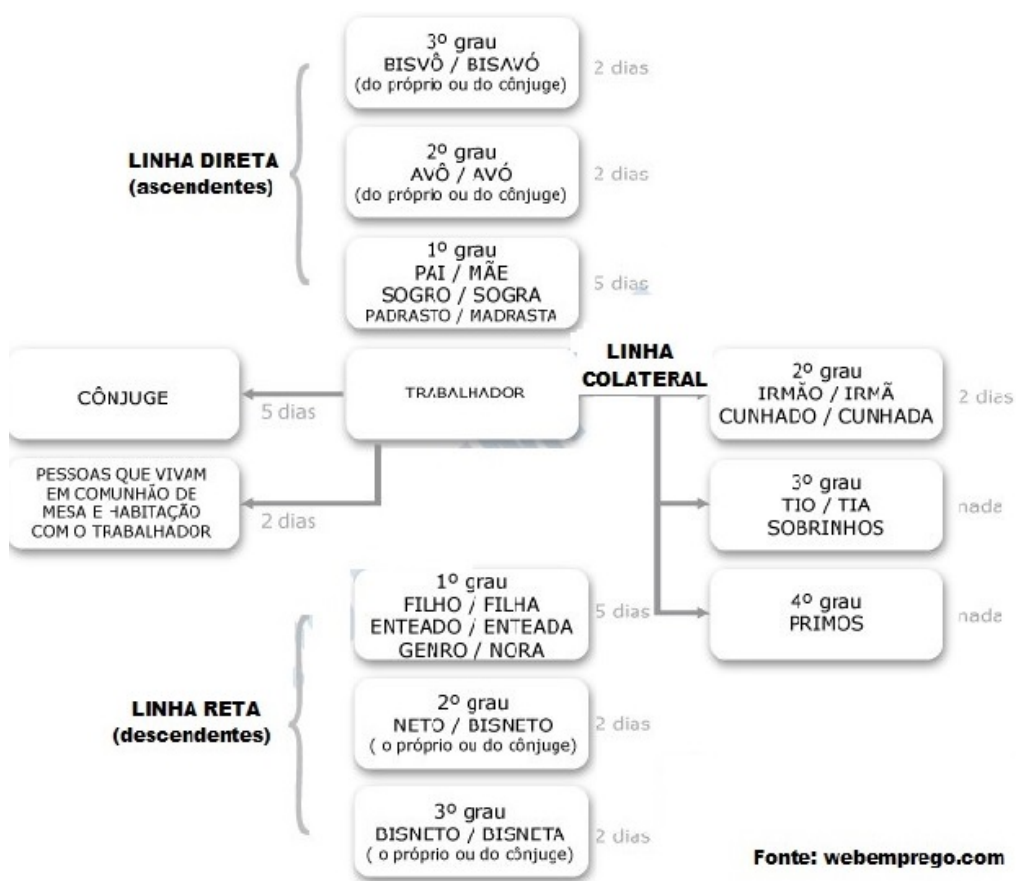 3º grau
BISVÔ / BISAVÓ
(do próprio ou do cônjuge)
2 dias
LINHA DIRETA
(ascendentes)
2º grau
AVÔ / AVÓ
(do próprio ou do cônjuge)
2 dias
1º grau
PAI / MÃE
SOGRO / SOGRA
PADRASTO / MADRASTA
5 dias
CÔNJUGE
5 dias
TRABALHADOR
LINHA
COLATERAL
2º grau
IRMÃO / IRMÃ
CUNHADO / CUNHADA
2 dias
PESSOAS QUE VIVAM
EM COMUNHÃO DE
MESA E HABITAÇÃO
COM O TRABALHADOR
2 dias
3º grau
TIO / TIA
SOBRINHOS
nada
1º grau
FILHO / FILHA
ENTEADO / ENTEADA
GENRO / NORA
5 dias
4º grau
PRIMOS
nada
LINHA RETA
(descendentes)
2º grau
NETO / BISNETO
( o próprio ou do cônjuge)
2 dias
3º grau
BISNETO / BISNETA
( o próprio ou do cônjuge)
2 dias
Fonte: webemprego.com